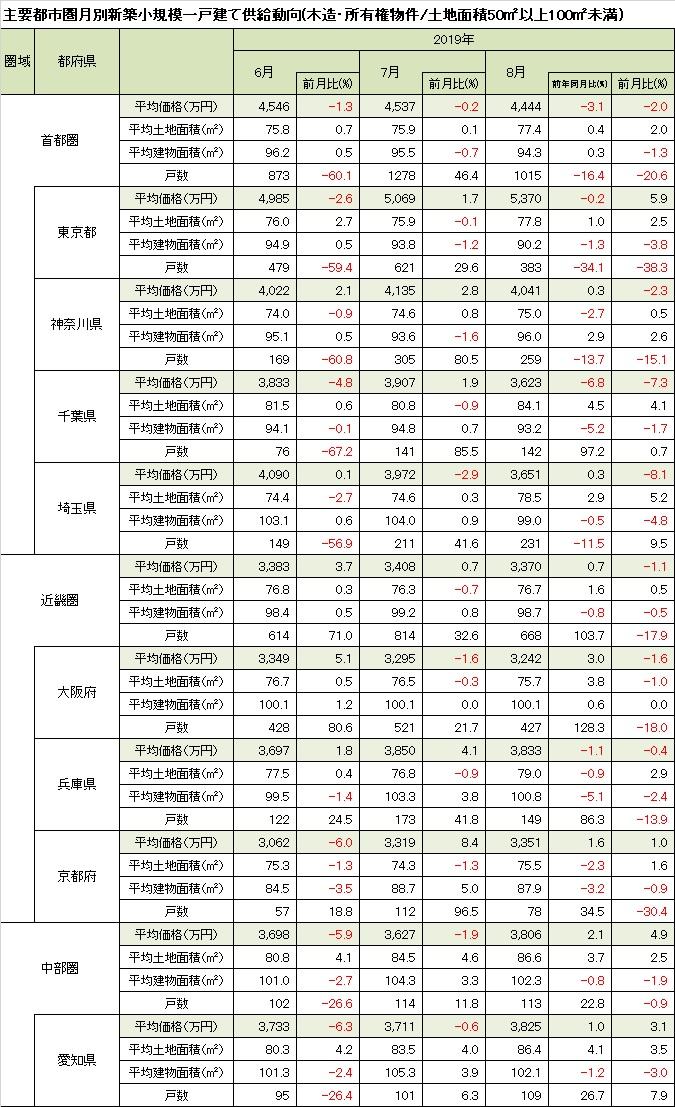 主要都市圏月別新築小規模一戸建て供給動向(木造・所有権物件/土地面積50㎡以上100㎡未満)
圏域 都府県 2019年
6月 前月比(%) 7月 前月比(%) 8月 前年同月比(%) 前月比(%)
首都圏
平均価格(万円) 4,546 -1.3 4,537 -0.2 4,444 -3.1 -2.0
平均土地面積(㎡) 75.8 0.7 75.9 0.1 77.4 0.4 2.0
平均建物面積(㎡) 96.2 0.5 95.5 -0.7 94.3 0.3 -1.3
戸数 873 -60.1 1278 46.4 1015 -16.4 -20.6
東京都
平均価格(万円) 4,985 -2.6 5,069 1.7 5,370 -0.2 5.9
平均土地面積(㎡) 76.0 2.7 75.9 -0.1 77.8 1.0 2.5
平均建物面積(㎡) 94.9 0.5 93.8 -1.2 90.2 -1.3 -3.8
戸数 479 -59.4 621 29.6 383 -34.1 -38.3
神奈川県
平均価格(万円) 4,022 2.1 4,135 2.8 4,041 0.3 -2.3
平均土地面積(㎡) 74.0 -0.9 74.6 0.8 75.0 -2.7 0.5
平均建物面積(㎡) 95.1 0.5 93.6 -1.6 96.0 2.9 2.6
戸数 169 -60.8 305 80.5 259 -13.7 -15.1
千葉県
平均価格(万円) 3,833 -4.8 3,907 1.9 3,623 -6.8 -7.3
平均土地面積(㎡) 81.5 0.6 80.8 -0.9 84.1 4.5 4.1
平均建物面積(㎡) 94.1 -0.1 94.8 0.7 93.2 -5.2 -1.7
戸数 76 -67.2 141 85.5 142 97.2 0.7
埼玉県
平均価格(万円) 4,090 0.1 3,972 -2.9 3,651 0.3 -8.1
平均土地面積(㎡) 74.4 -2.7 74.6 0.3 78.5 2.9 5.2
平均建物面積(㎡) 103.1 0.6 104.0 0.9 99.0 -0.5 -4.8
戸数 149 -56.9 211 41.6 231 -11.5 9.5
近畿圏
平均価格(万円) 3,383 3.7 3,408 0.7 3,370 0.7 -1.1
平均土地面積(㎡) 76.8 0.3 76.3 -0.7 76.7 1.6 0.5
平均建物面積(㎡) 98.4 0.5 99.2 0.8 98.7 -0.8 -0.5
戸数 614 71.0 814 32.6 668 103.7 -17.9
大阪府
平均価格(万円) 3,349 5.1 3,295 -1.6 3,242 3.0 -1.6
平均土地面積(㎡) 76.7 0.5 76.5 -0.3 75.7 3.8 -1.0
平均建物面積(㎡) 100.1 1.2 100.1 0.0 100.1 0.6 0.0
戸数 428 80.6 521 21.7 427 128.3 -18.0
兵庫県
平均価格(万円) 3,697 1.8 3,850 4.1 3,833 -1.1 -0.4
平均土地面積(㎡) 77.5 0.4 76.8 -0.9 79.0 -0.9 2.9
平均建物面積(㎡) 99.5 -1.4 103.3 3.8 100.8 -5.1 -2.4
戸数 122 24.5 173 41.8 149 86.3 -13.9
京都府
平均価格(万円) 3,062 -6.0 3,319 8.4 3,351 1.6 1.0
平均土地面積(㎡) 75.3 -1.3 74.3 -1.3 75.5 -2.3 1.6
平均建物面積(㎡) 84.5 -3.5 88.7 5.0 87.9 -3.2 -0.9
戸数 57 18.8 112 96.5 78 34.5 -30.4
中部圏
平均価格(万円) 3,698 -5.9 3,627 -1.9 3,806 2.1 4.9
平均土地面積(㎡) 80.8 4.1 84.5 4.6 86.6 3.7 2.5
平均建物面積(㎡) 101.0 -2.7 104.3 3.3 102.3 -0.8 -1.9
戸数 102 -26.6 114 11.8 113 22.8 -0.9
愛知県
平均価格(万円) 3,733 -6.3 3,711 -0.6 3,825 1.0 3.1
平均土地面積(㎡) 80.3 4.2 83.5 4.0 86.4 4.1 3.5
平均建物面積(㎡) 101.3 -2.4 105.3 3.9 102.1 -1.2 -3.0
戸数 95 -26.4 101 6.3 109 26.7 7.9